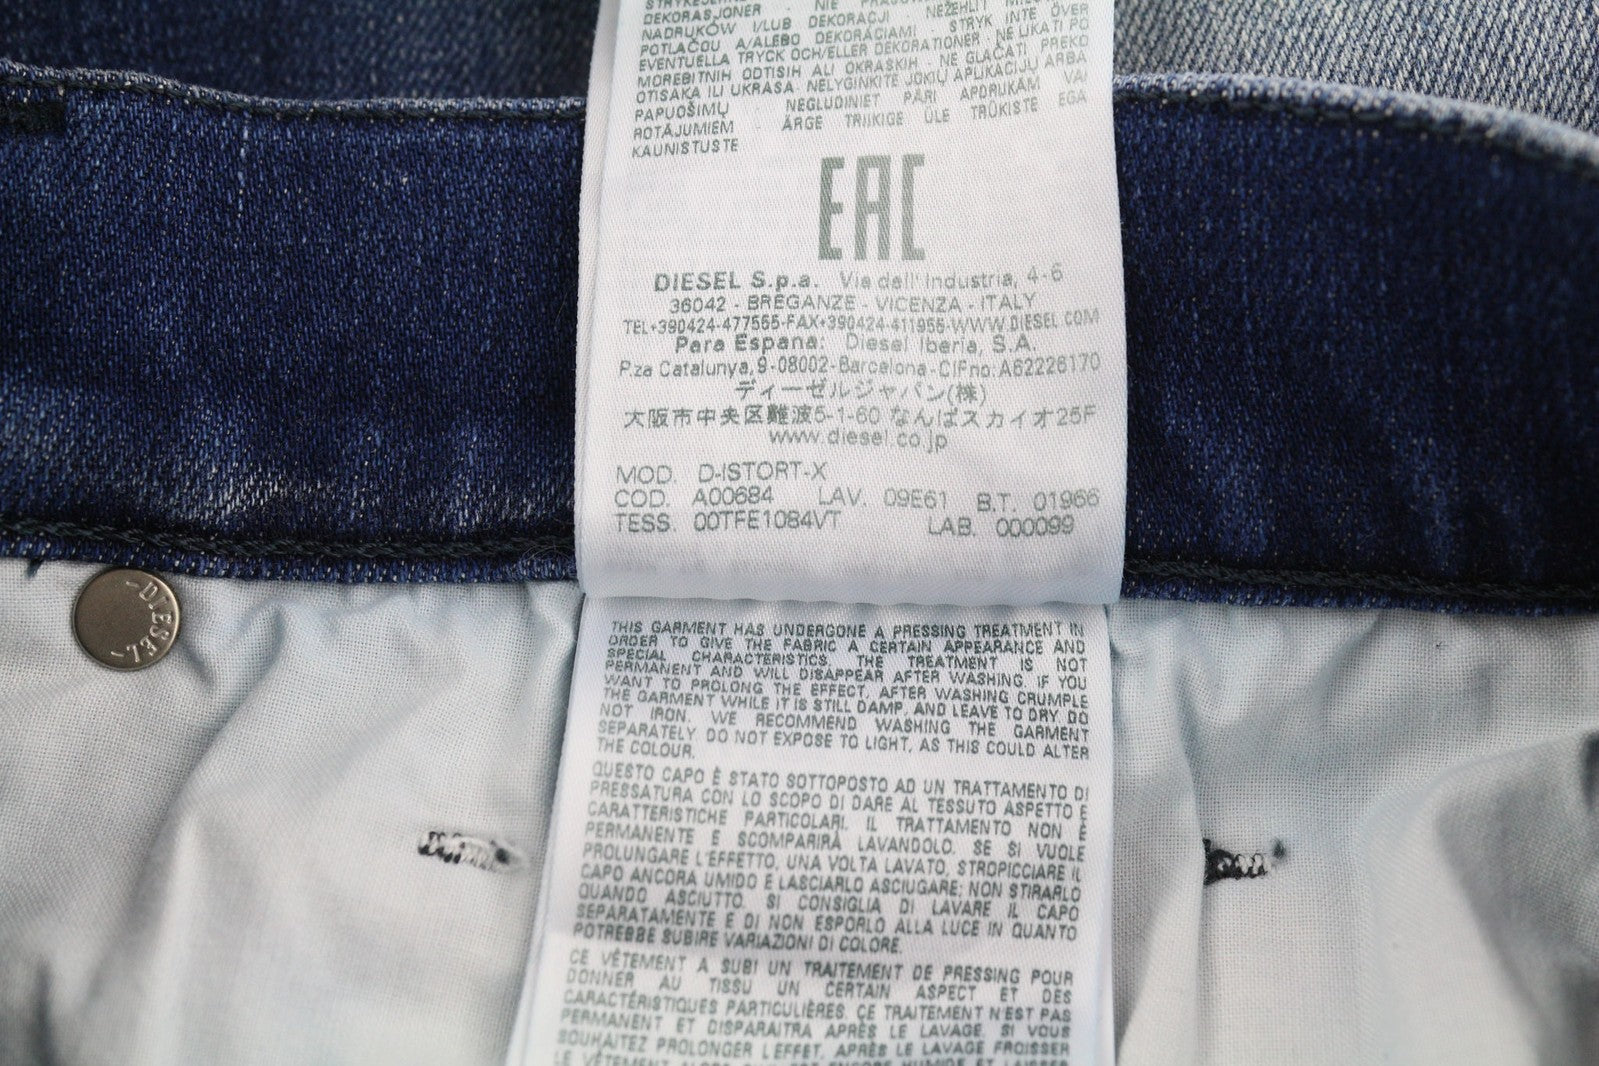 DEKORASJONER - NIE
NADRUKÓW I/LUB DEKORACJI - NEŽEHLIT
POTLAČOU A/ALEBO DEKORÁCIAMI - STRYK INTE ÖVER
EVENTUELLA TRYCK OCH/ELLER DEKORATIONER NE LIKATI PO
MOREBITNIH ODTISIH ALI OKRASKIH - NE GLAČATI PREKO
OTISAKA ILI UKRASA - NELYGINKITE JOKIŲ APLIKACIJŲ ARBA
PAPUOŠIMŲ - NEGLUDINIET PĀRI APDRUKĀM VAI
ROTĀJUMIEM - ÄRGE TRIIKIGE ÜLE TRÜKISTE EGA
KAUNISTUSTE
EAC
DIESEL S.p.a. Via dell' Industria, 4-6
36042 - BREGANZE - VICENZA - ITALY
TEL+390424-477555-FAX+390424-411955-WWW.DIESEL.COM
Para Espana: Diesel Iberia, S.A.
P.za Catalunya, 9-08002-Barcelona-CIFno:A62226170
ディーゼルジャパン(株)
大阪市中央区難波5-1-60 なんばスカイオ25F
www.diesel.co.jp
MOD. D-ISTORT-X
COD. A00684 LAV. 09E61 B.T. 01966
TESS. 00TFE1084VT LAB. 000099
-DIESEL-
THIS GARMENT HAS UNDERGONE A PRESSING TREATMENT IN
ORDER TO GIVE THE FABRIC A CERTAIN APPEARANCE AND
SPECIAL CHARACTERISTICS. THE TREATMENT IS NOT
PERMANENT AND WILL DISAPPEAR AFTER WASHING. IF YOU
WANT TO PROLONG THE EFFECT, AFTER WASHING CRUMPLE
THE GARMENT WHILE IT IS STILL DAMP, AND LEAVE TO DRY DO
NOT IRON. WE RECOMMEND WASHING THE GARMENT
SEPARATELY DO NOT EXPOSE TO LIGHT, AS THIS COULD ALTER
THE COLOUR.
QUESTO CAPO È STATO SOTTOPOSTO AD UN TRATTAMENTO DI
PRESSATURA CON LO SCOPO DI DARE AL TESSUTO ASPETTO E
CARATTERISTICHE PARTICOLARI. IL TRATTAMENTO NON È
PERMANENTE E SCOMPARIRÀ LAVANDOLO. SE SI VUOLE
PROLUNGARE L'EFFETTO, UNA VOLTA LAVATO, STROPICCIARE IL
CAPO ANCORA UMIDO E LASCIARLO ASCIUGARE; NON STIRARLO
QUANDO ASCIUTTO. SI CONSIGLIA DI LAVARE IL CAPO
SEPARATAMENTE E DI NON ESPORLO ALLA LUCE IN QUANTO
POTREBBE SUBIRE VARIAZIONI DI COLORE.
CE VÊTEMENT A SUBI UN TRAITEMENT DE PRESSING POUR
DONNER AU TISSU UN CERTAIN ASPECT ET DES
CARACTÉRISTIQUES PARTICULIÈRES. CE TRAITEMENT N'EST PAS
PERMANENT ET DISPARAITRA APRÈS LE LAVAGE. SI VOUS
SOUHAITEZ PROLONGER L'EFFET, APRÈS LE LAVAGE FROISSER
LE VÊTEMENT